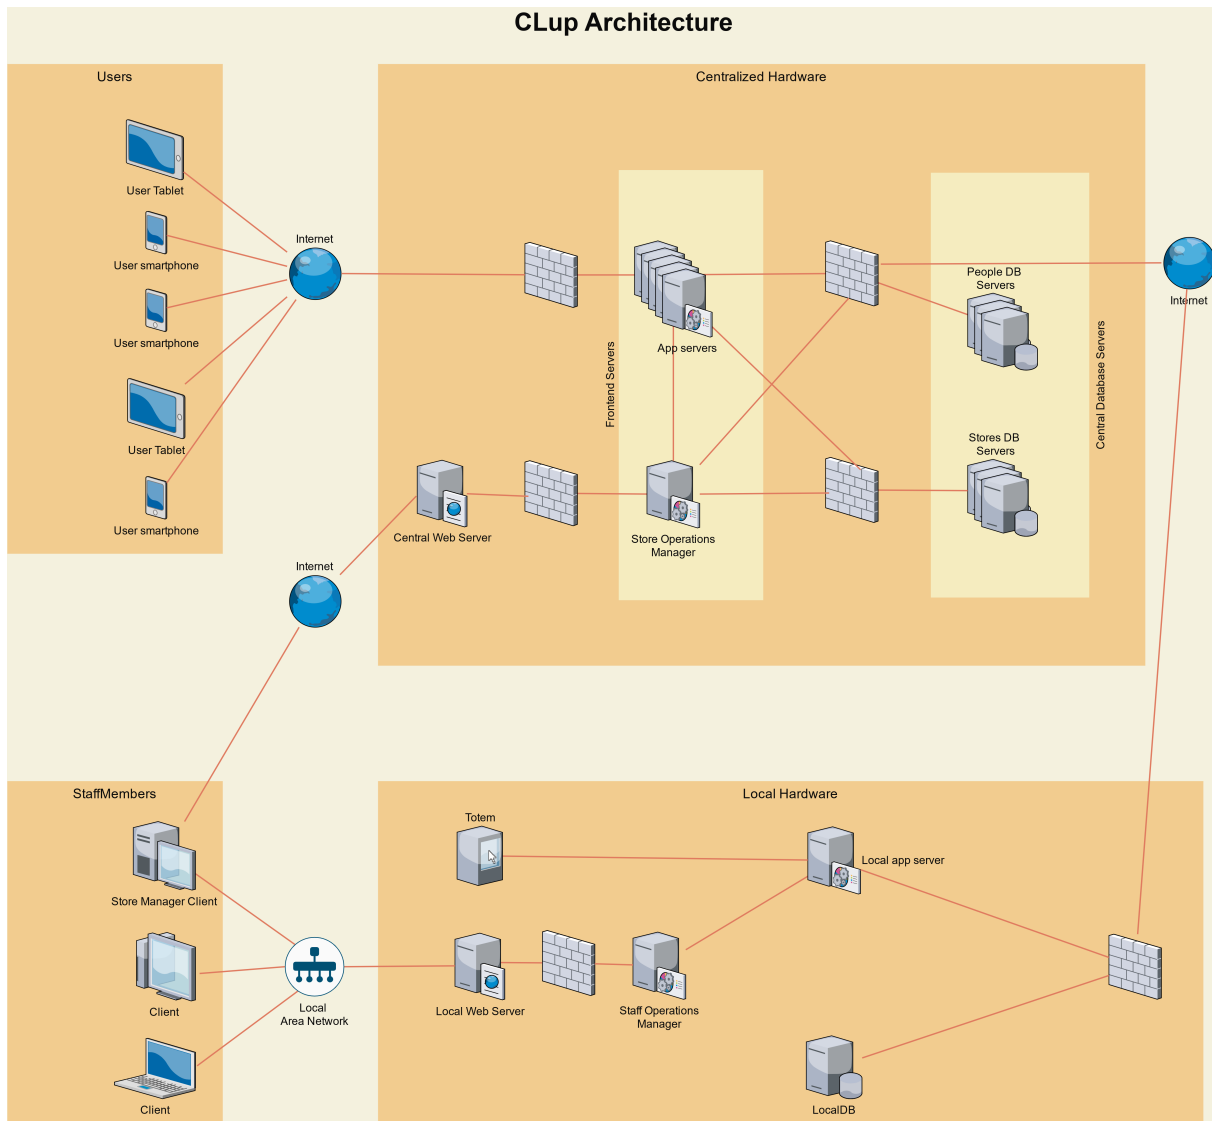 CLup Architecture
Users
User Tablet
User smartphone
User smartphone
User Tablet
User smartphone
Internet
Internet
Centralized Hardware
Frontend Servers
App servers
Central Web Server
Store Operations
Manager
People DB
Servers
Stores DB
Servers
Central Database Servers
Internet
StaffMembers
Store Manager Client
Client
Client
Local
Area Network
Local Hardware
Totem
Local app server
Local Web Server
Staff Operations
Manager
LocalDB